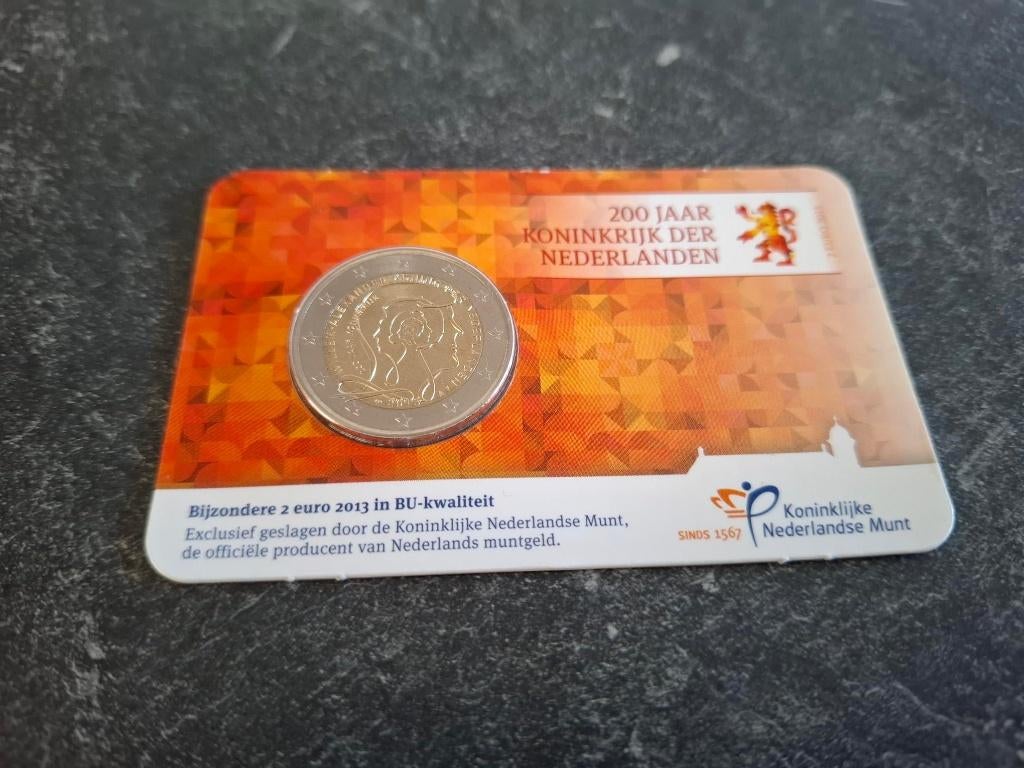 200 JAAR
KONINKRIJK DER
NEDERLANDEN
Bijzondere 2 euro 2013 in BU-kwaliteit
Exclusief geslagen door de Koninklijke Nederlandse Munt,
de officiële producent van Nederlands muntgeld.
SINDS 1567
Koninklijke
Nederlandse Munt